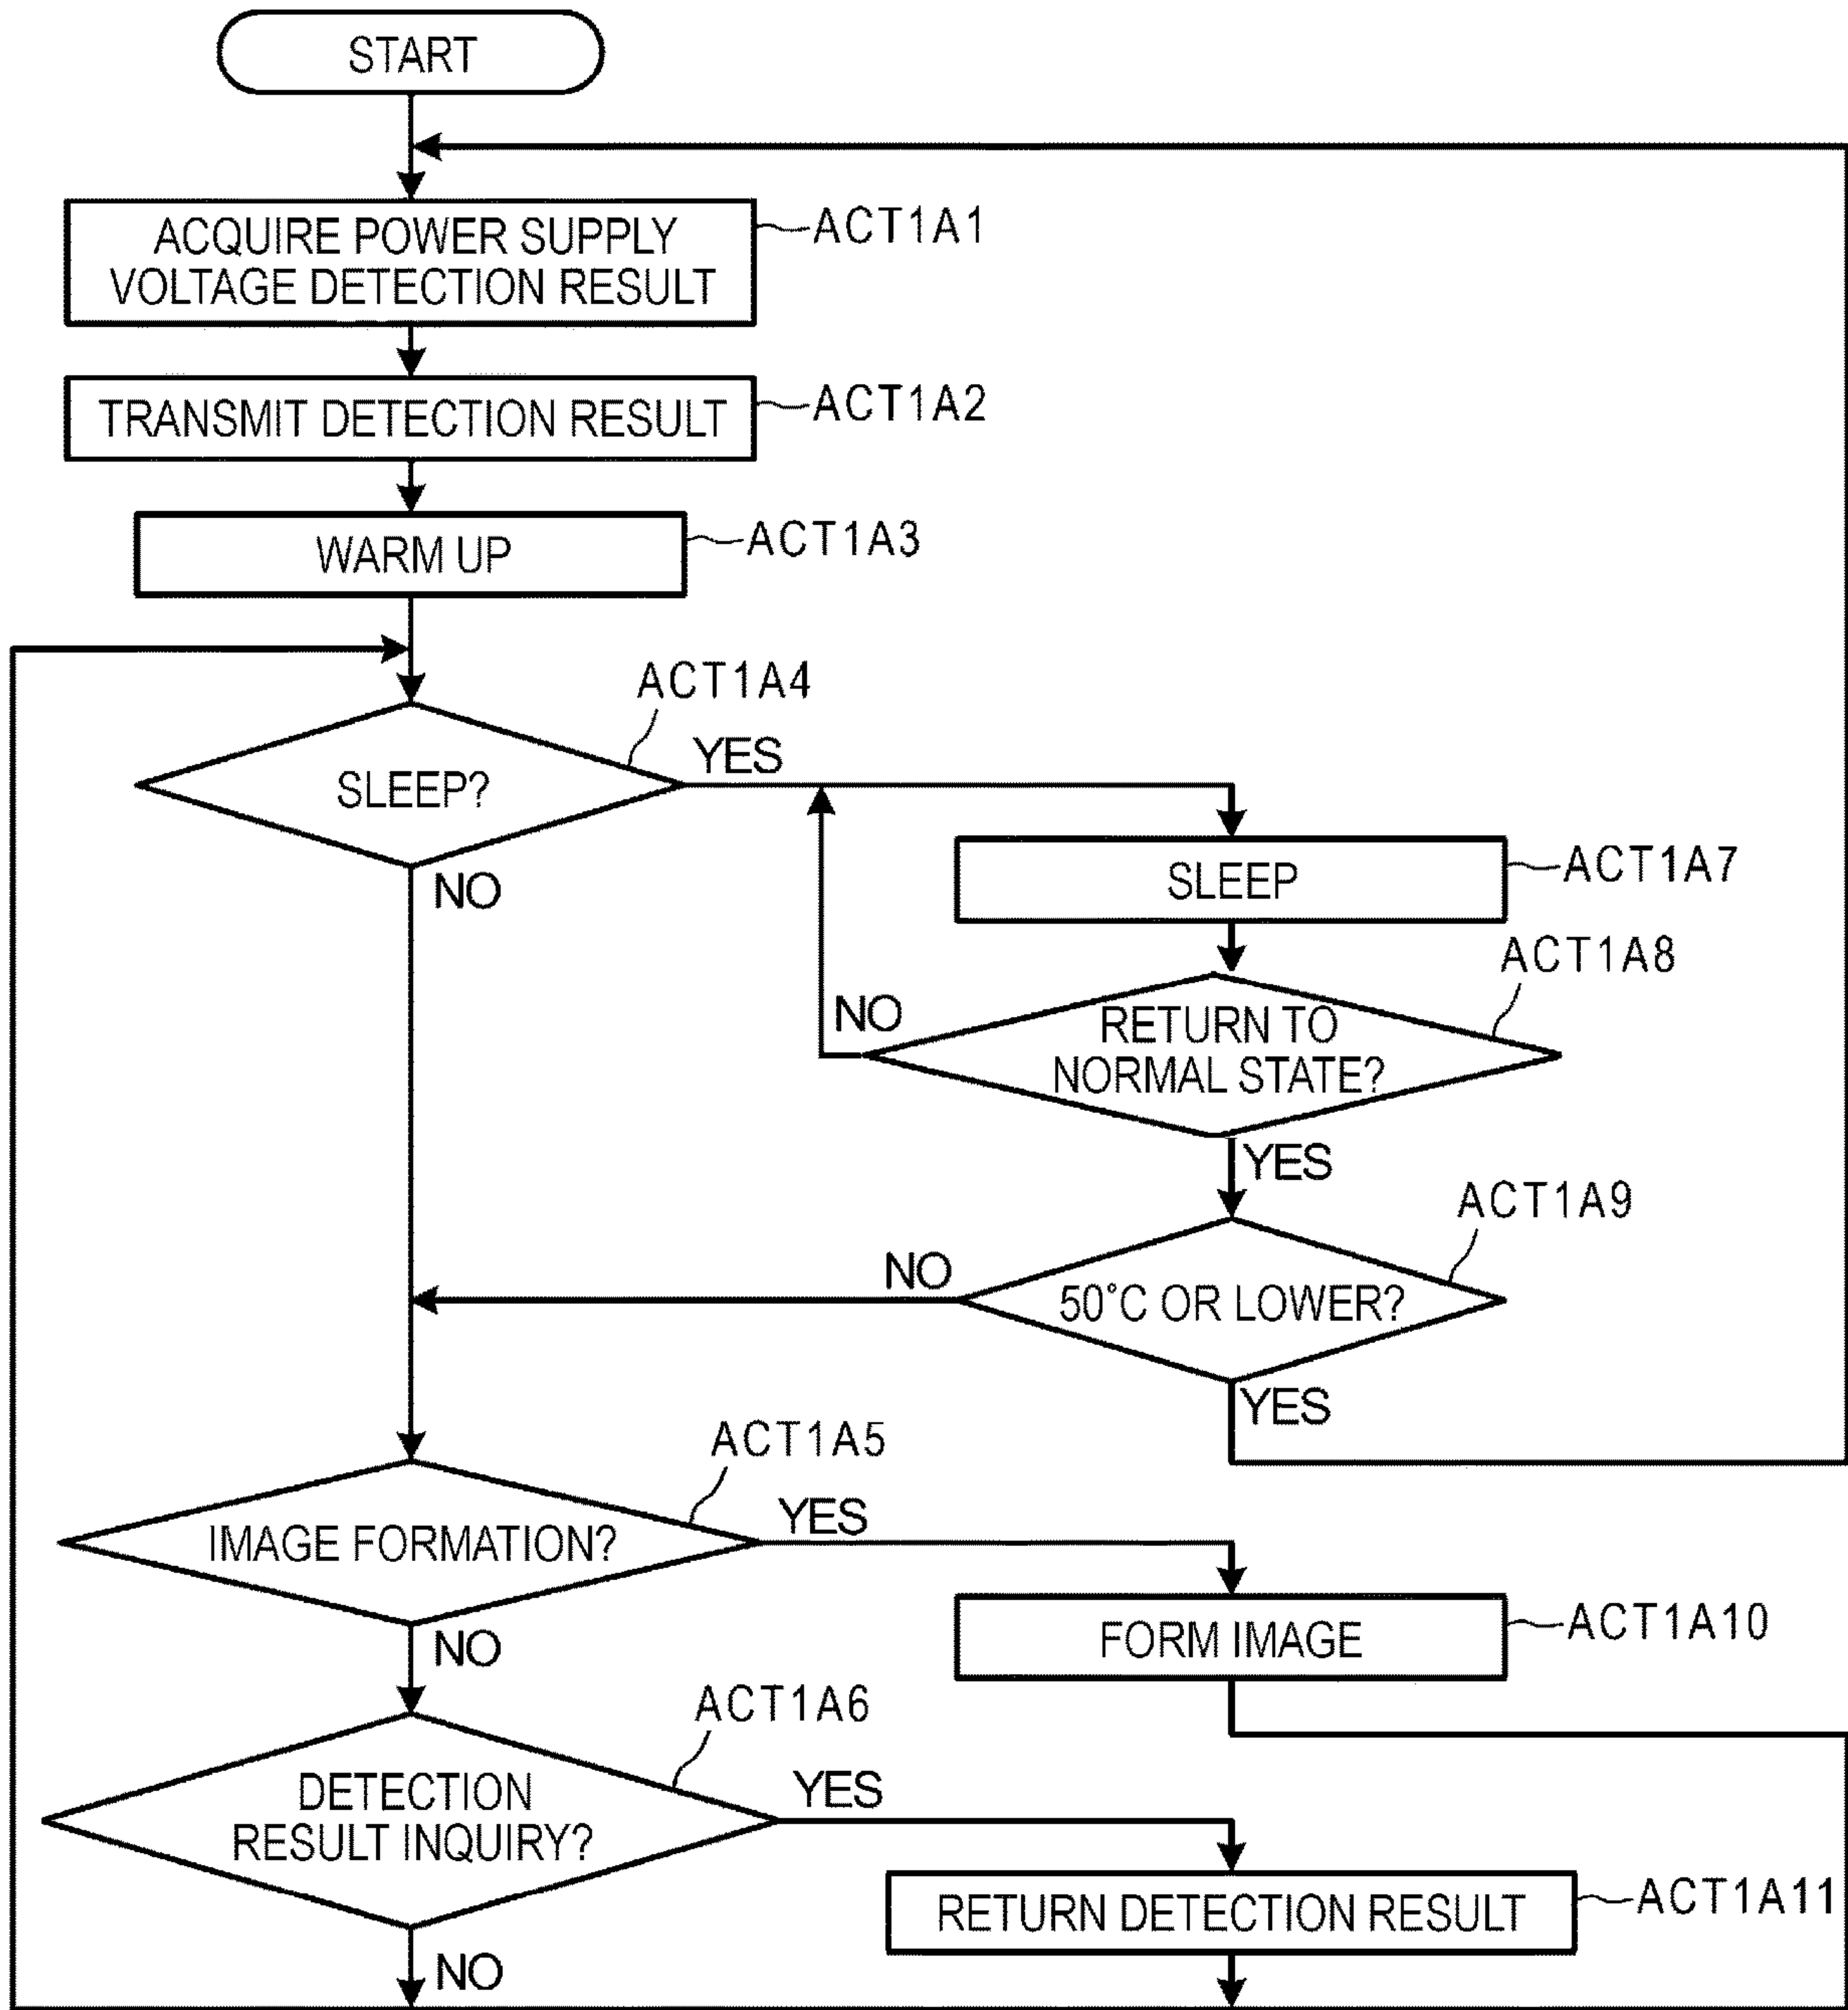 START
ACQUIRE POWER SUPPLY
VOLTAGE DETECTION RESULT
ACT1A1
TRANSMIT DETECTION RESULT
ACT1A2
WARM UP
ACT1A3
SLEEP?
ACT1A4
YES
NO
SLEEP
ACT1A7
RETURN TO
NORMAL STATE?
ACT1A8
NO
YES
50°C OR LOWER?
ACT1A9
NO
YES
IMAGE FORMATION?
ACT1A5
YES
NO
FORM IMAGE
ACT1A10
DETECTION
RESULT INQUIRY?
ACT1A6
YES
NO
RETURN DETECTION RESULT
ACT1A11